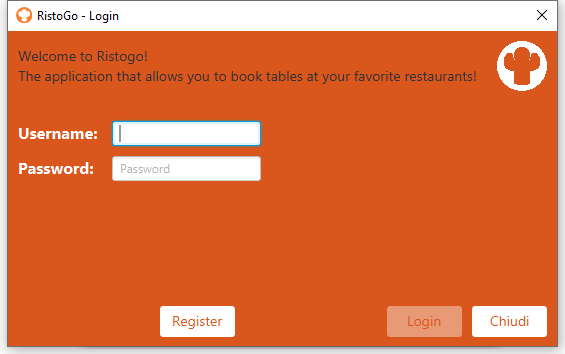 RistoGo - Login
Welcome to Ristogo!
The application that allows you to book tables at your favorite restaurants!
Username:
Password: Password
Register Login Chiudi